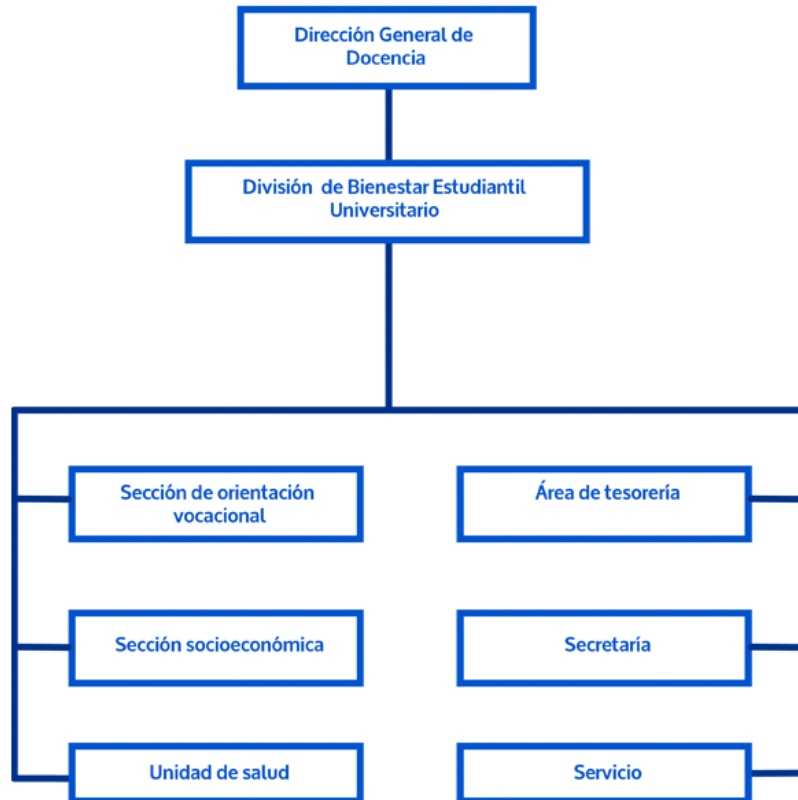 Dirección General de
Docencia
División de Bienestar Estudiantil
Universitario
Sección de orientación
vocacional
Área de tesorería
Sección socioeconómica
Secretaría
Unidad de salud
Servicio